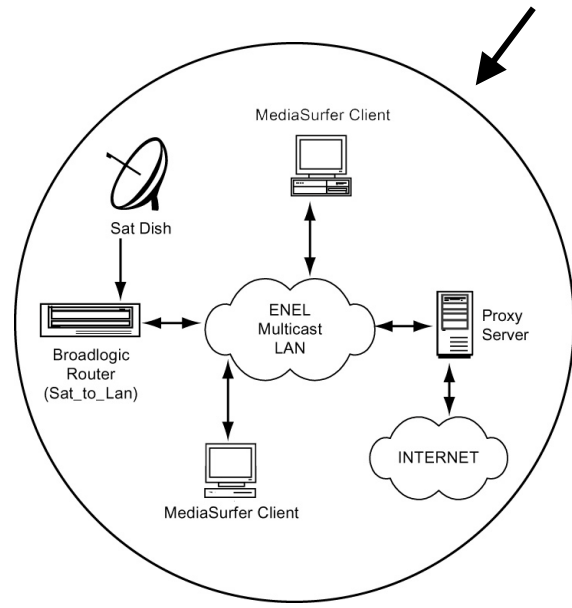 MediaSurfer Client
Sat Dish
ENEL
Multicast
LAN
Proxy
Server
Broadlogic
Router
(Sat_to_Lan)
INTERNET
MediaSurfer Client